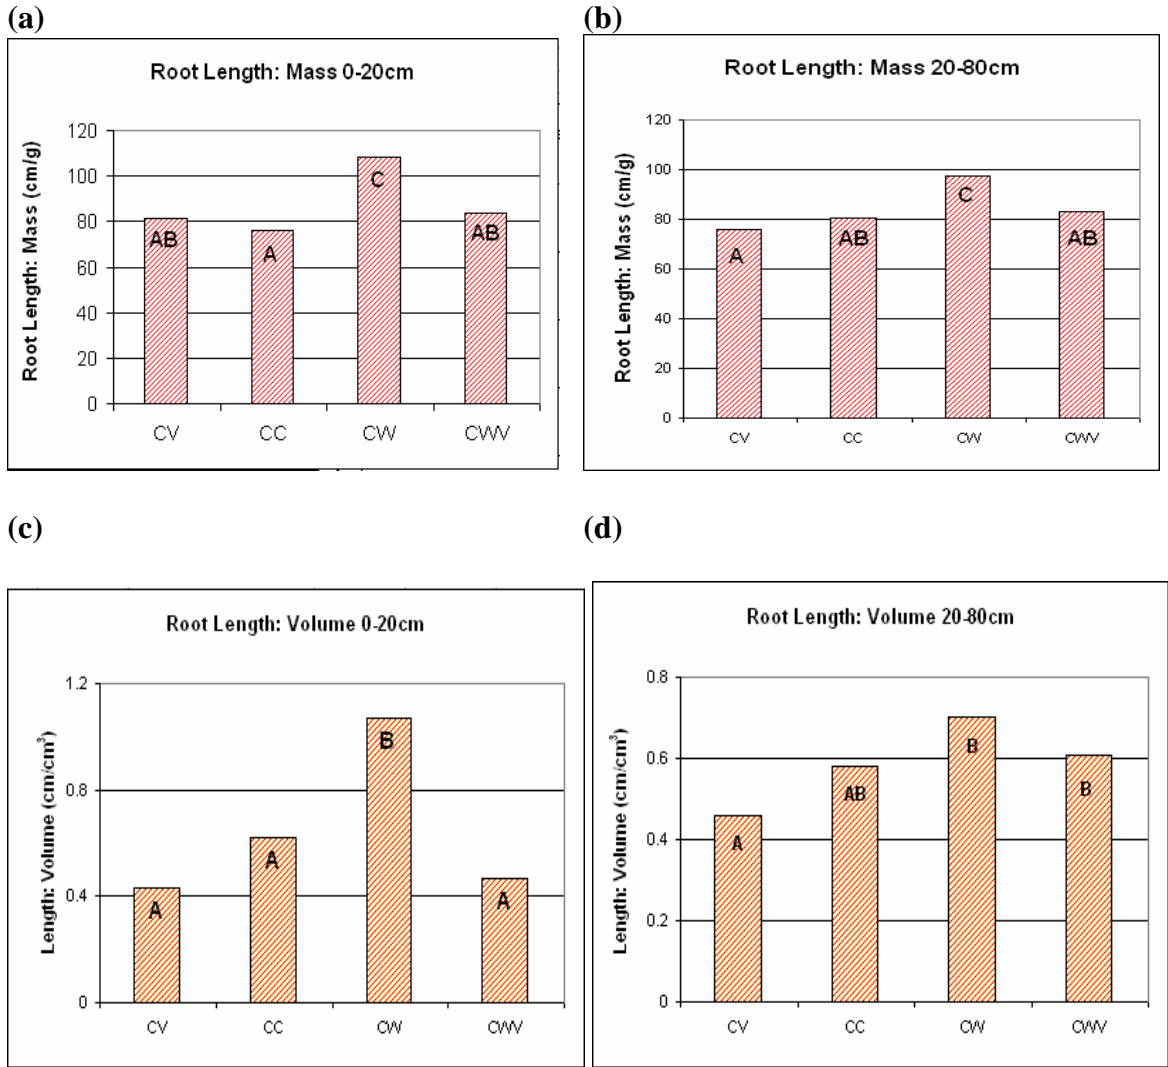 (a)
Root Length: Mass 0-20cm
Root Length: Mass (cm/g)
120
100
80
60
40
20
0
AB
A
C
AB
CV CC CW CWV
(b)
Root Length: Mass 20-80cm
Root Length: Mass (cm/g)
120
100
80
60
40
20
0
A
AB
C
AB
CV CC CW CWV
(c)
Root Length: Volume 0-20cm
Length: Volume (cm/cm³)
1.2
0.8
0.4
0
A
A
B
A
CV CC CW CWV
(d)
Root Length: Volume 20-80cm
Length: Volume (cm/cm³)
0.8
0.6
0.4
0.2
0
A
AB
B
B
CV CC CW CWV